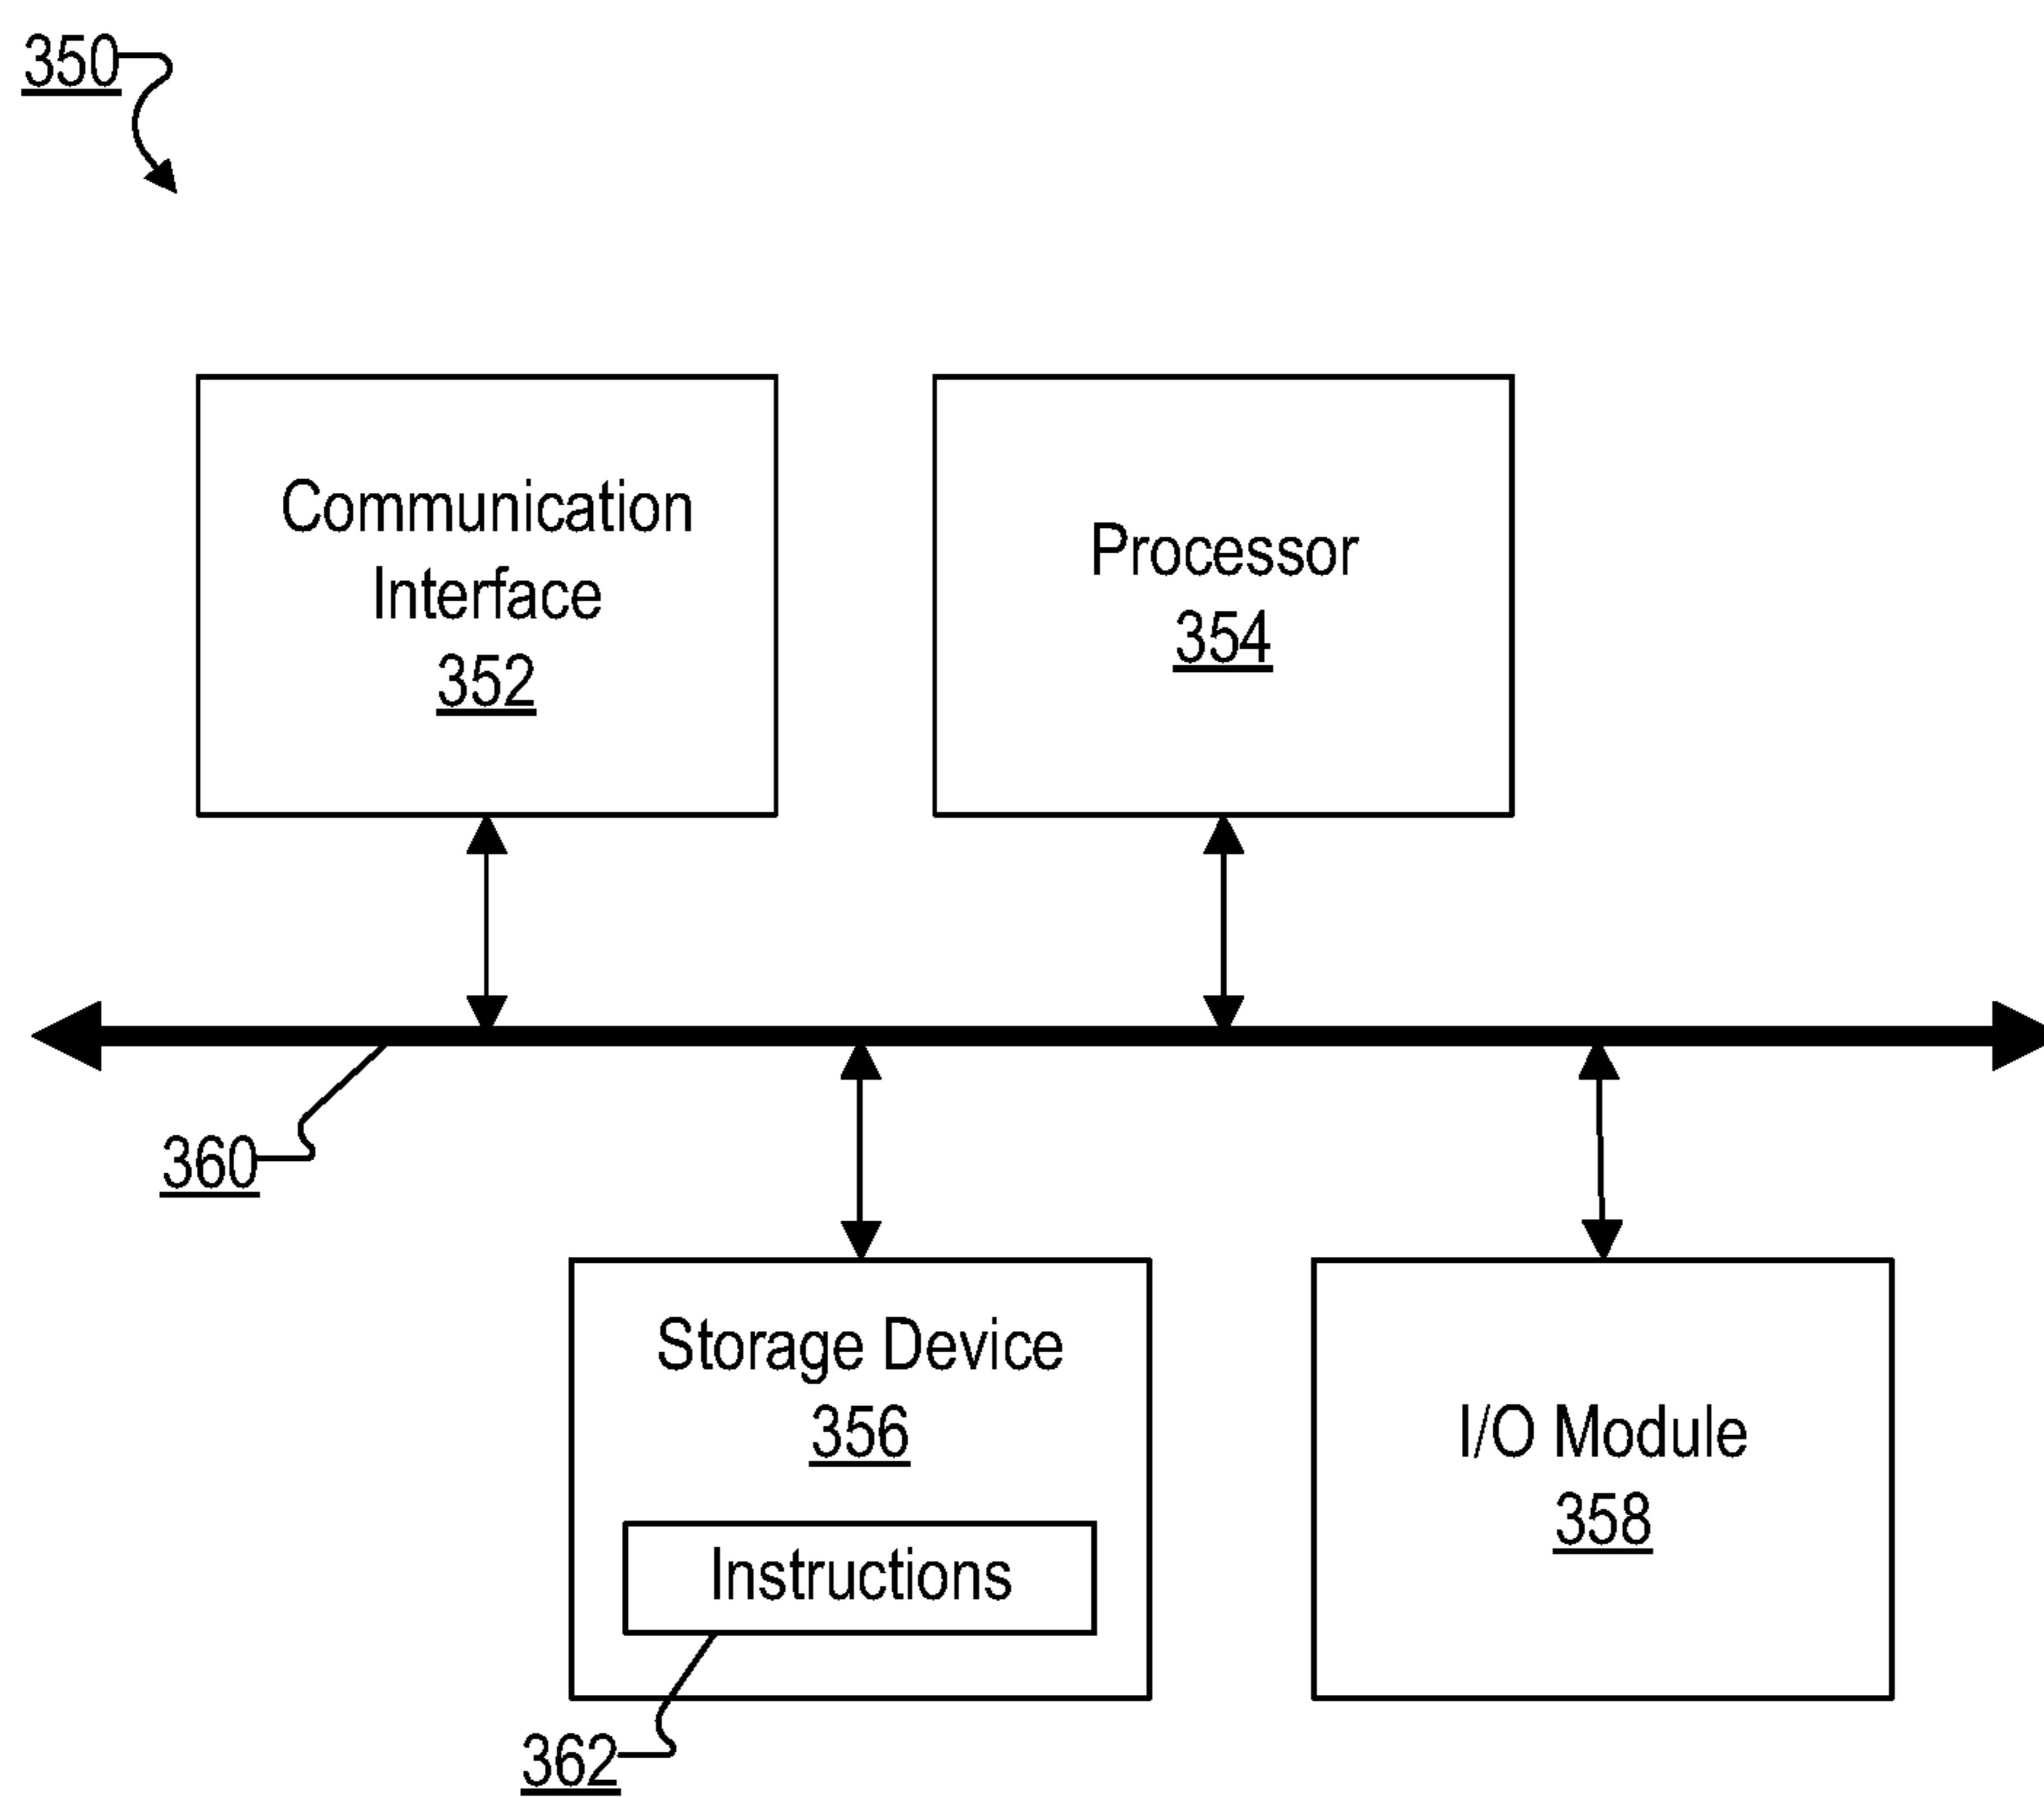 350
Communication
Interface
352
Processor
354
360
Storage Device
356
Instructions
362
I/O Module
358